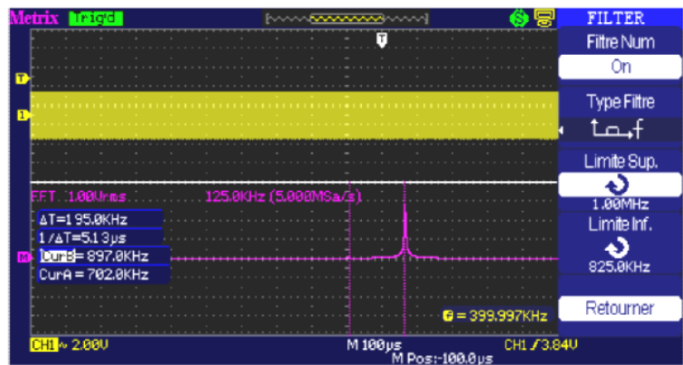 Metrix Trig'd
T
T
1
FFT 1.00Vrms 125.0KHz (5.000MSa/s)
ΔT=195.0KHz
1/ΔT=5.13µs
CurB= 897.0KHz
M
CurA = 702.0KHz
f = 399.997KHz
CH1 ~ 2.00V M 100µs CH1 / 3.84V
M Pos:-100.0µs
FILTER
Filtre Num
On
Type Filtre
f
Limite Sup.
1.00MHz
Limite Inf.
825.0KHz
Retourner